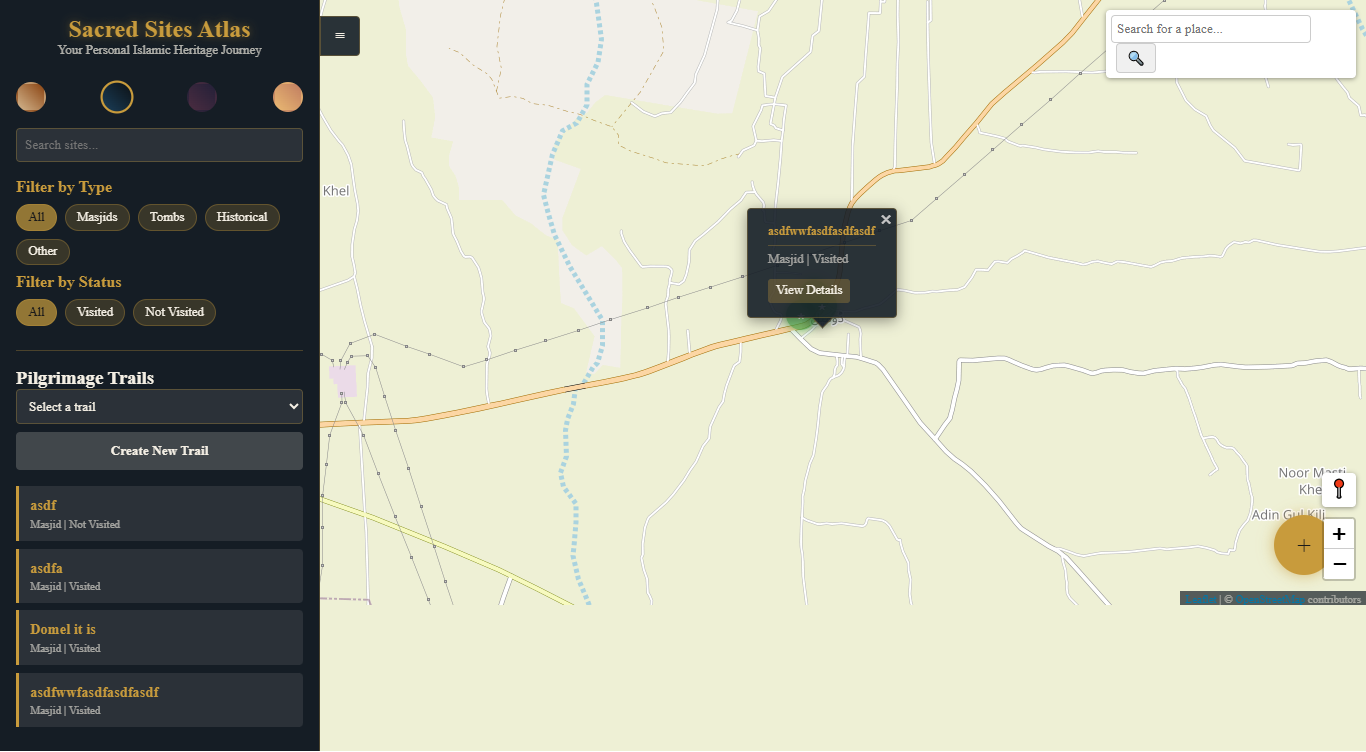 Sacred Sites Atlas
Your Personal Islamic Heritage Journey
Search sites...
Filter by Type
All
Masjids
Tombs
Historical
Other
Filter by Status
All
Visited
Not Visited
Pilgrimage Trails
Select a trail
Create New Trail
asdf
Masjid | Not Visited
asdfa
Masjid | Visited
Domel it is
Masjid | Visited
asdfwwfasdfasdfasdf
Masjid | Visited
≡
Search for a place...
Khel
asdfwwfasdfasdfasdf
×
Masjid | Visited
View Details
Noor Masti
Khe
Adin Gul Kili
+
+
−
Leaflet | © OpenStreetMap contributors